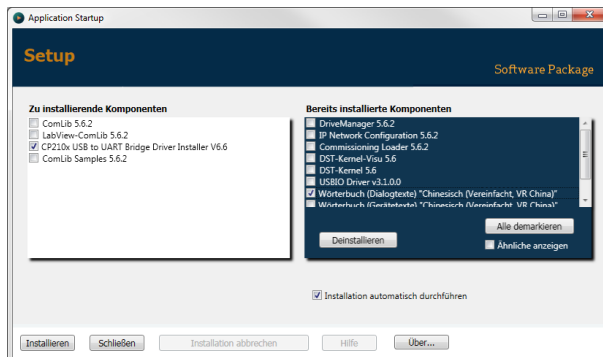 Application Startup
Setup
Software Package
Zu installierende Komponenten
ComLib 5.6.2
LabView-ComLib 5.6.2
CP210x USB to UART Bridge Driver Installer V6.6
ComLib Samples 5.6.2
Bereits installierte Komponenten
DriveManager 5.6.2
IP Network Configuration 5.6.2
Commissioning Loader 5.6.2
DST-Kernel-Visu 5.6
DST-Kernel 5.6
USBIO Driver v3.1.0.0
Wörterbuch (Dialogtexte) "Chinesisch (Vereinfacht, VR China)"
Wörterbuch (Gerätetexte) "Chinesisch (Vereinfacht, VR China)"
Alle demarkieren
Deinstallieren
Ähnliche anzeigen
Installation automatisch durchführen
Installieren
Schließen
Installation abbrechen
Hilfe
Über...